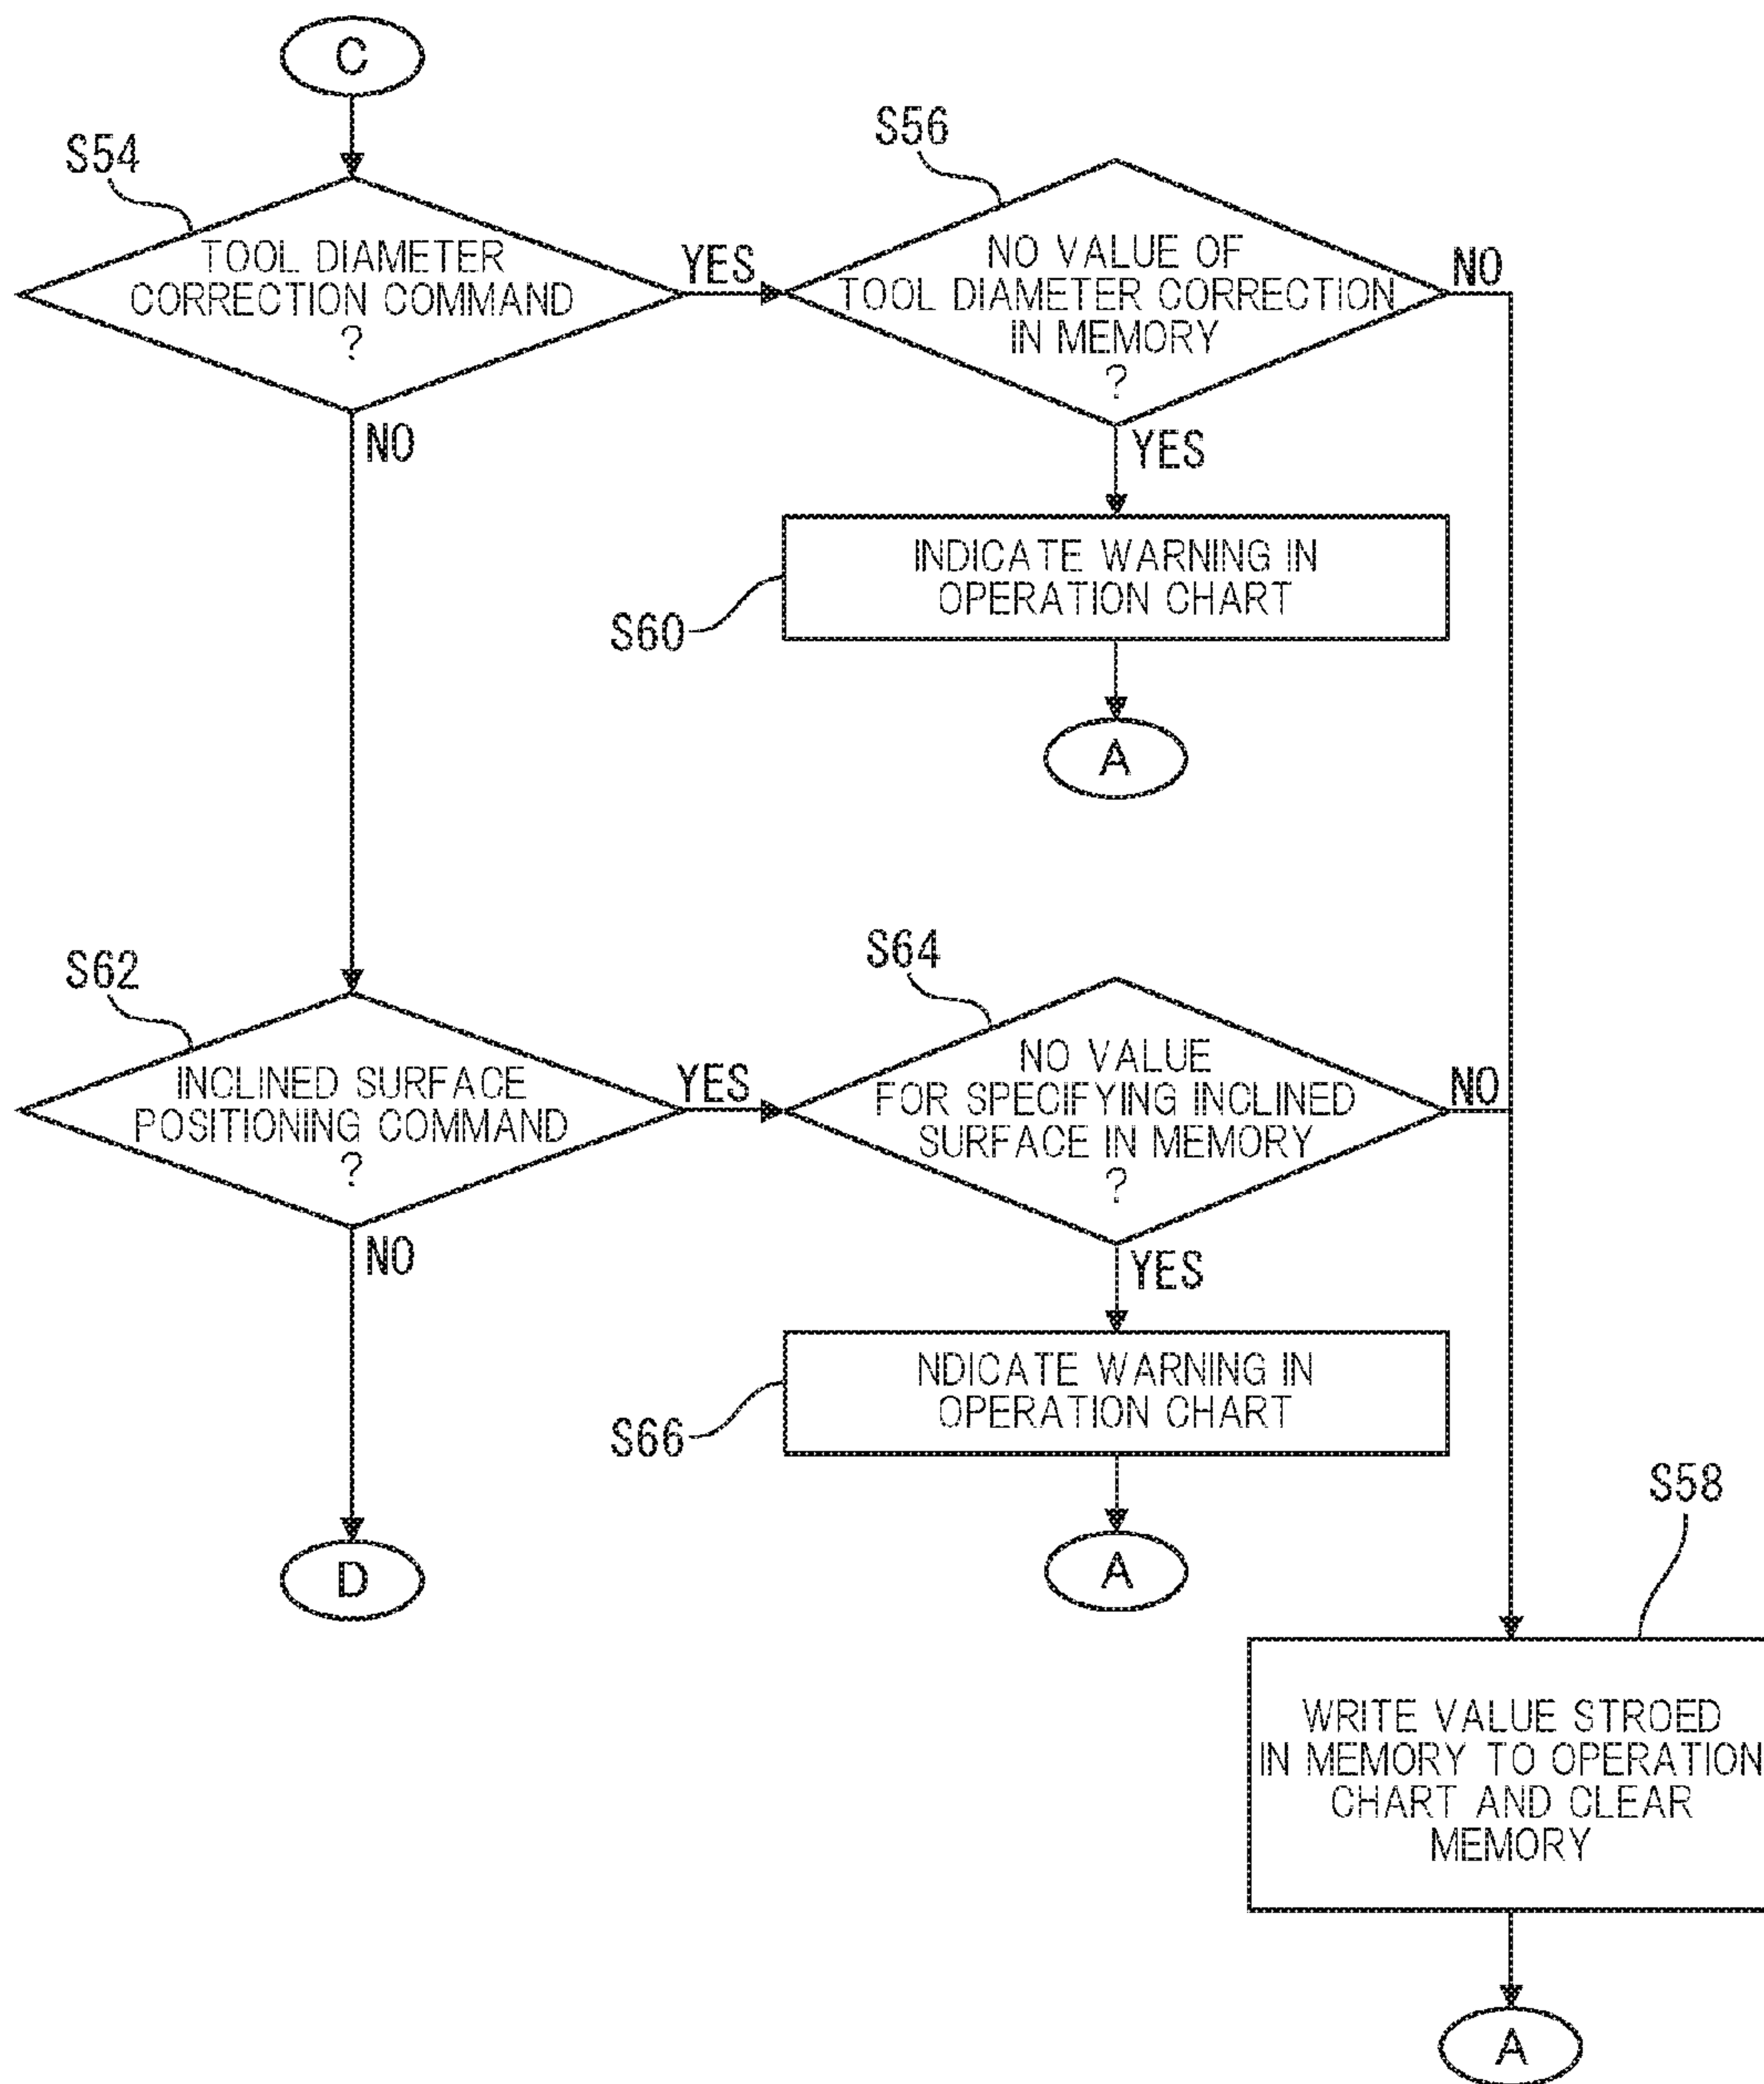 C
S54
TOOL DIAMETER
CORRECTION COMMAND
?
YES
NO
S56
NO VALUE OF
TOOL DIAMETER CORRECTION
IN MEMORY
?
NO
YES
INDICATE WARNING IN
OPERATION CHART
S60
A
S62
INCLINED SURFACE
POSITIONING COMMAND
?
YES
NO
S64
NO VALUE
FOR SPECIFYING INCLINED
SURFACE IN MEMORY
?
NO
YES
NDICATE WARNING IN
OPERATION CHART
S66
A
D
S58
WRITE VALUE STROED
IN MEMORY TO OPERATION
CHART AND CLEAR
MEMORY
A